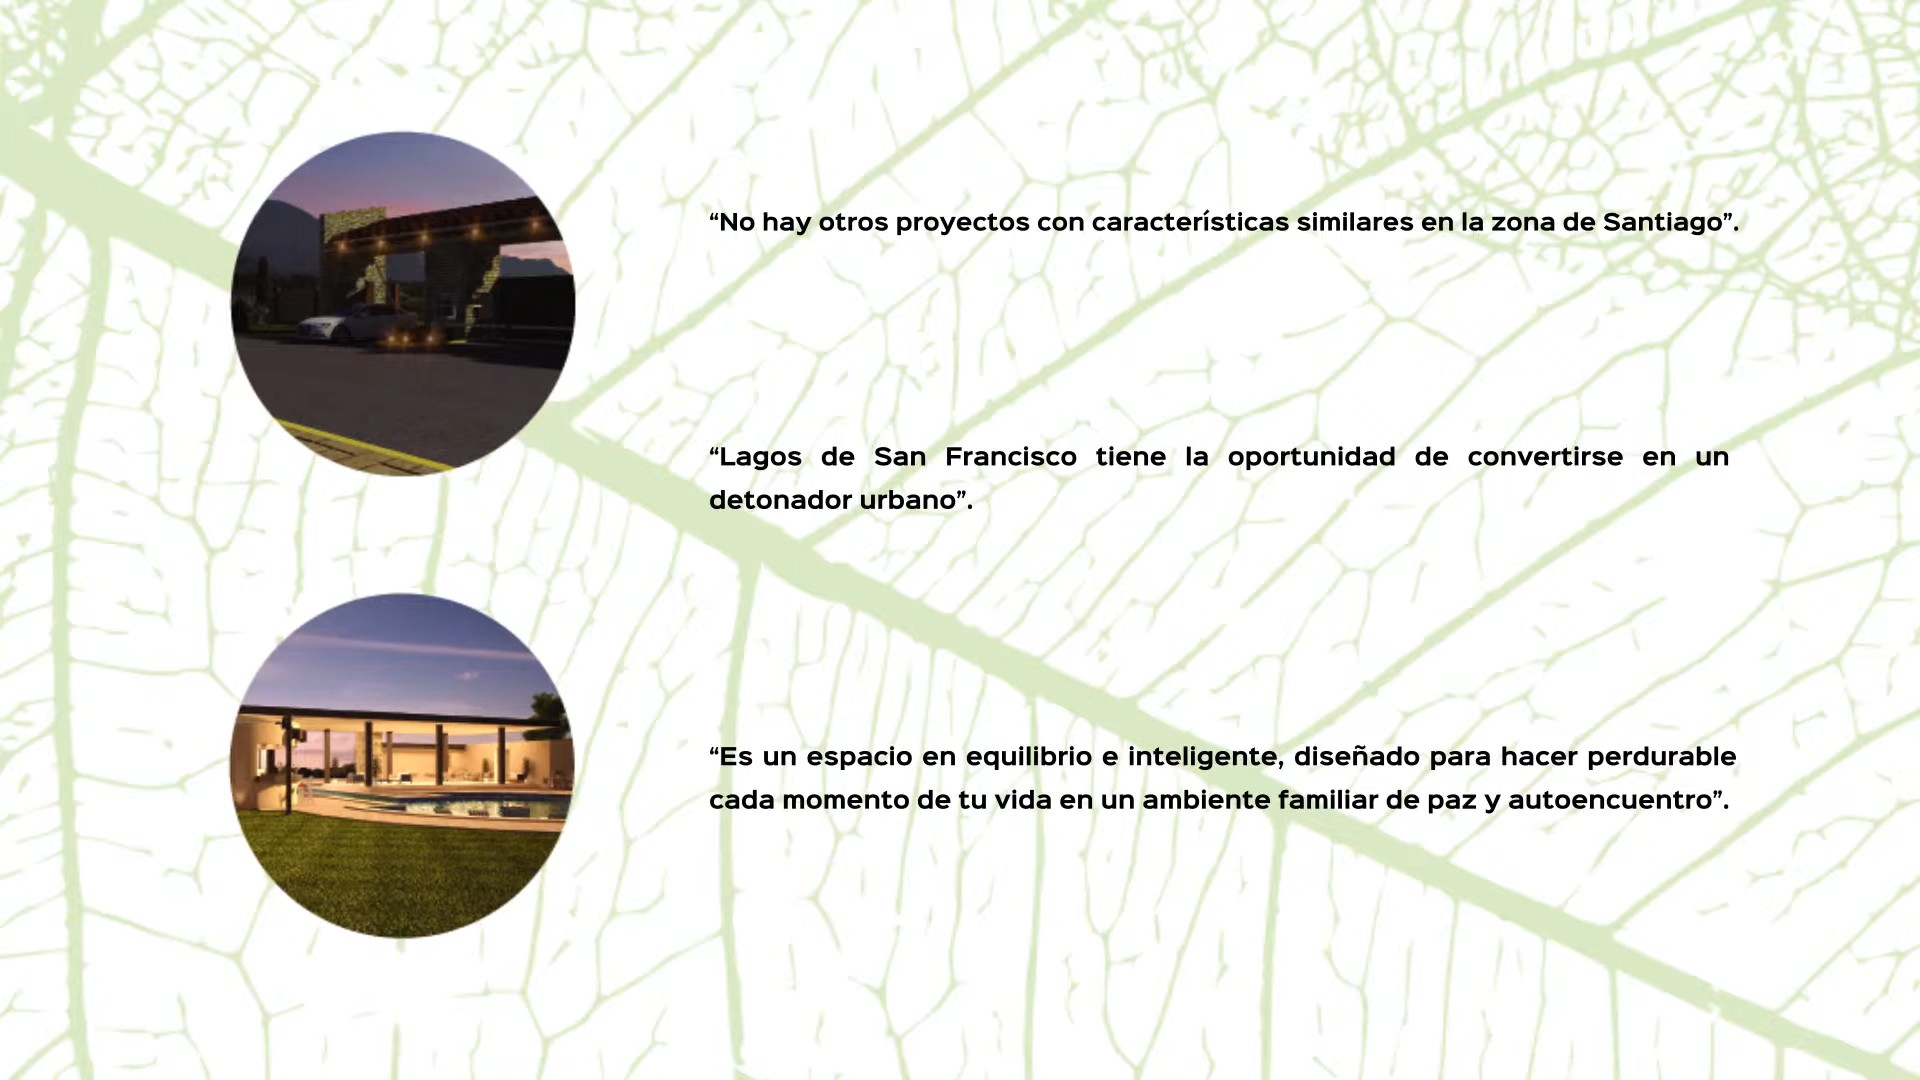 “No hay otros proyectos con características similares en la zona de Santiago”.
“Lagos de San Francisco tiene la oportunidad de convertirse en un
detonador urbano”.
“Es un espacio en equilibrio e inteligente, diseñado para hacer perdurable
cada momento de tu vida en un ambiente familiar de paz y autoencuentro”.